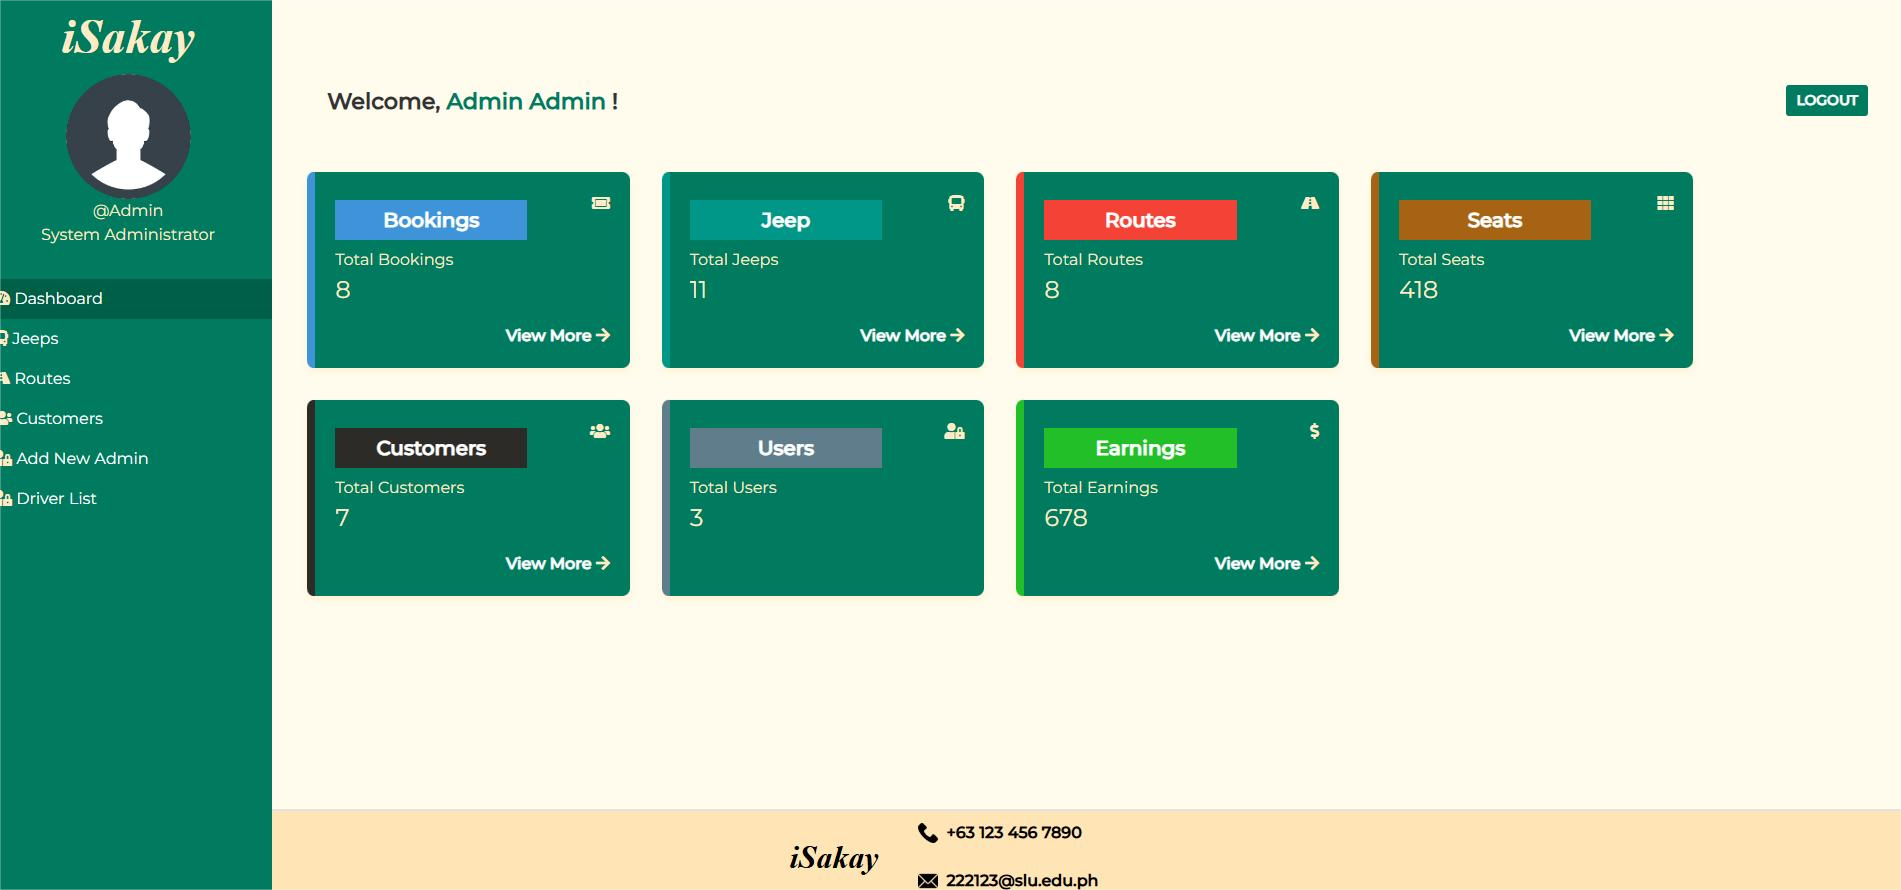 iSakay
@Admin
System Administrator
Dashboard
Jeeps
Routes
Customers
Add New Admin
Driver List
Welcome, Admin Admin !
LOGOUT
Bookings
Total Bookings
8
View More
Jeep
Total Jeeps
11
View More
Routes
Total Routes
8
View More
Seats
Total Seats
418
View More
Customers
Total Customers
7
View More
Users
Total Users
3
Earnings
Total Earnings
678
View More
iSakay
+63 123 456 7890
222123@slu.edu.ph